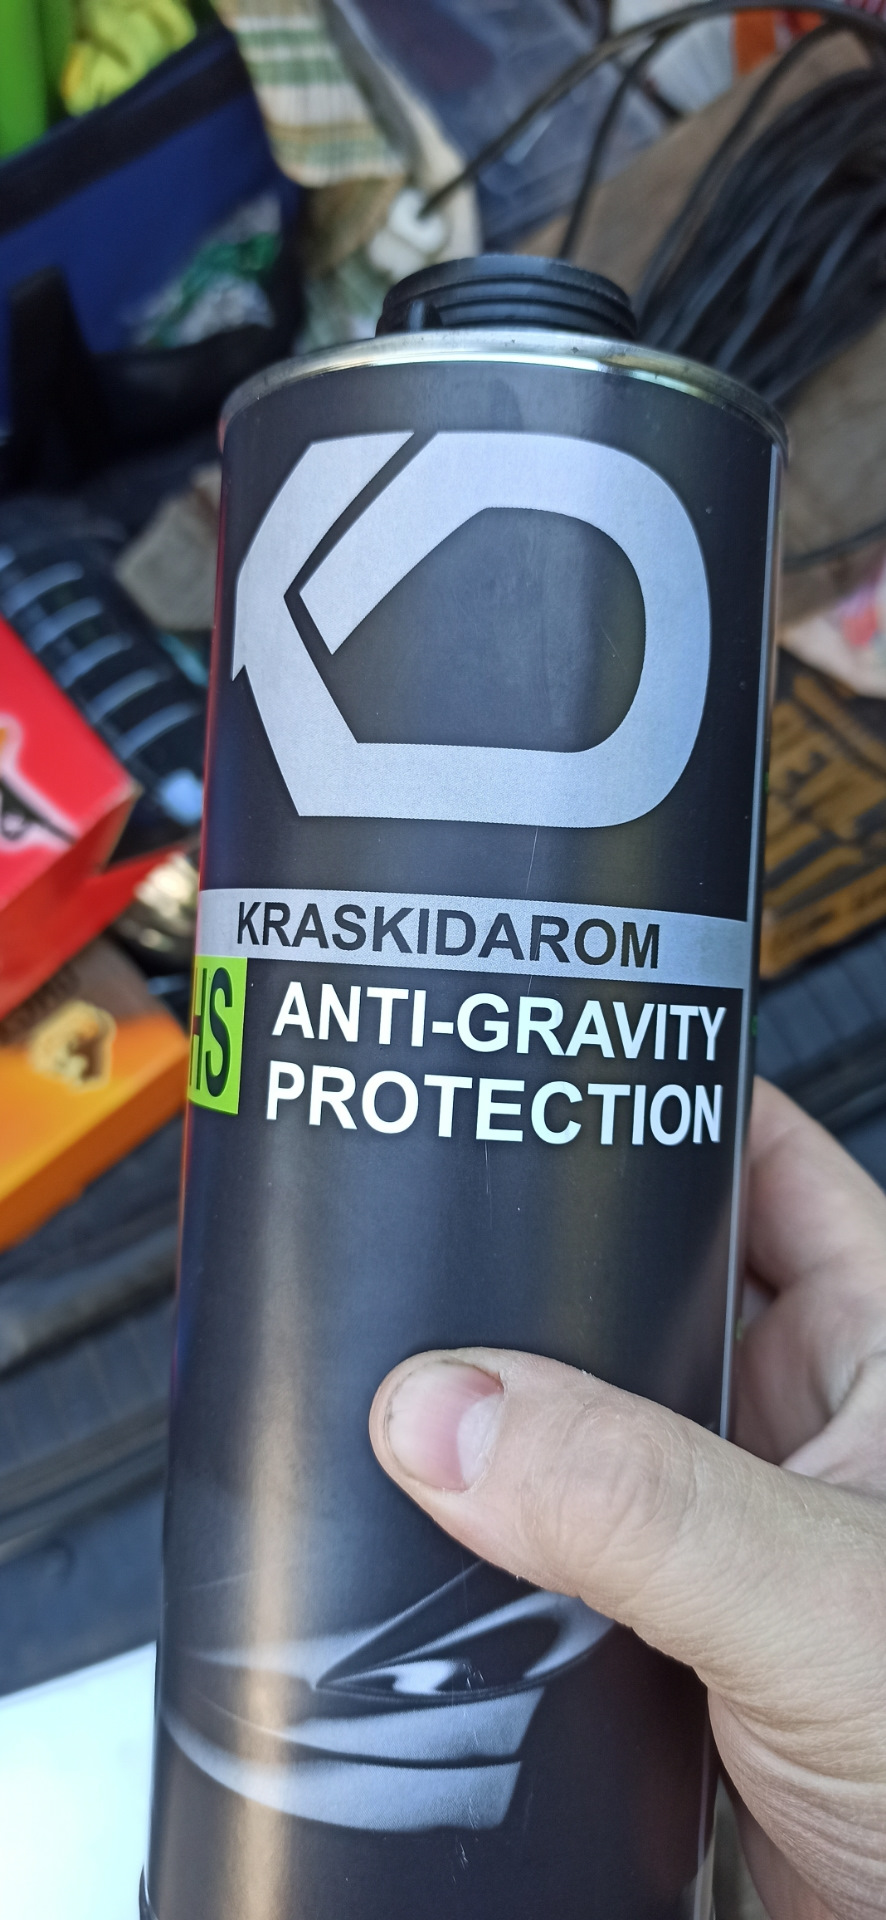 KRASKIDAROM
HS
ANTI-GRAVITY
PROTECTION